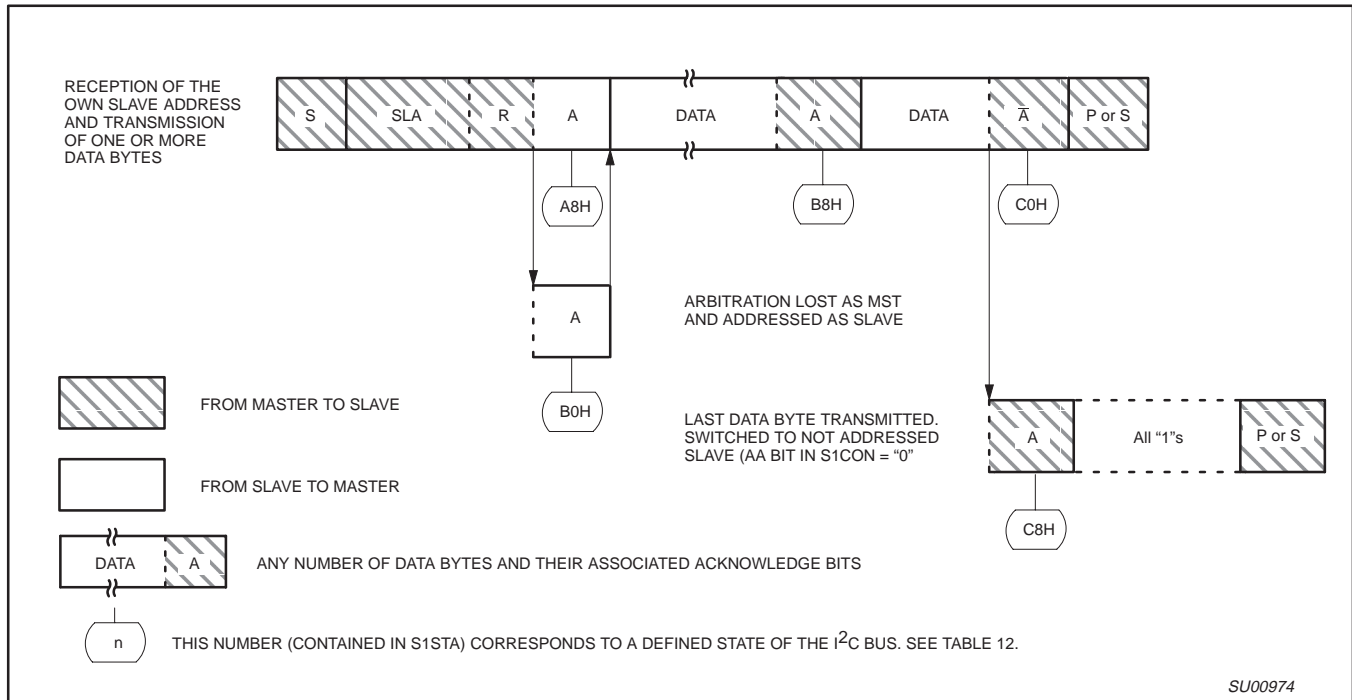 RECEPTION OF THE
OWN SLAVE ADDRESS
AND TRANSMISSION
OF ONE OR MORE
DATA BYTES
S SLA R A DATA A DATA A̅ P or S
A8H B8H C0H
A
B0H
ARBITRATION LOST AS MST
AND ADDRESSED AS SLAVE
LAST DATA BYTE TRANSMITTED.
SWITCHED TO NOT ADDRESSED
SLAVE (AA BIT IN S1CON = “0”
A All “1”s P or S
C8H
FROM MASTER TO SLAVE
FROM SLAVE TO MASTER
DATA A ANY NUMBER OF DATA BYTES AND THEIR ASSOCIATED ACKNOWLEDGE BITS
n THIS NUMBER (CONTAINED IN S1STA) CORRESPONDS TO A DEFINED STATE OF THE I²C BUS. SEE TABLE 12.
SU00974